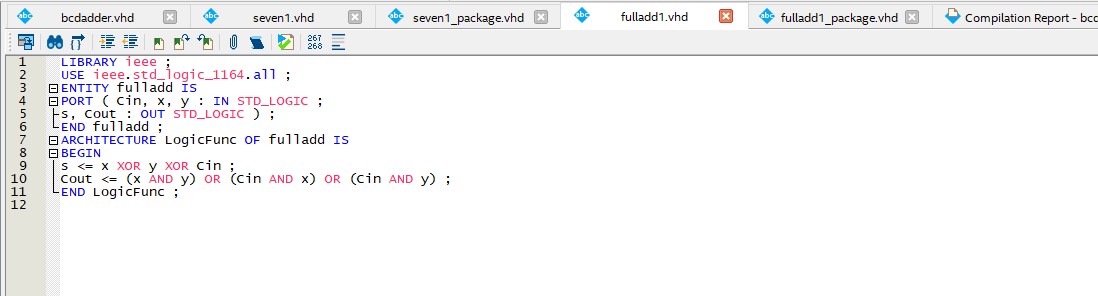 bcdadder.vhd seven1.vhd seven1_package.vhd fulladd1.vhd fulladd1_package.vhd Compilation Report - bcd
267
268
1 LIBRARY ieee ;
2 USE ieee.std_logic_1164.all ;
3 ENTITY fulladd IS
4 PORT ( Cin, x, y : IN STD_LOGIC ;
5 s, Cout : OUT STD_LOGIC ) ;
6 END fulladd ;
7 ARCHITECTURE LogicFunc OF fulladd IS
8 BEGIN
9 s <= x XOR y XOR Cin ;
10 Cout <= (x AND y) OR (Cin AND x) OR (Cin AND y) ;
11 END LogicFunc ;
12